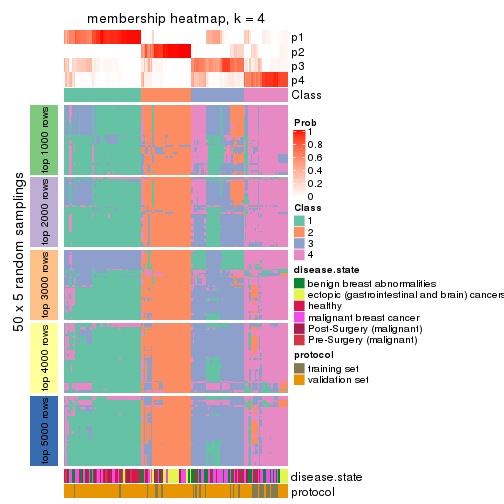 membership heatmap, k = 4
p1
p2
p3
p4
Class
50 x 5 random samplings
top 1000 rows
top 2000 rows
top 3000 rows
top 4000 rows
top 5000 rows
Prob
1
0.8
0.6
0.4
0.2
0
Class
1
2
3
4
disease.state
benign breast abnormalities
ectopic (gastrointestinal and brain) cancers
healthy
malignant breast cancer
Post-Surgery (malignant)
Pre-Surgery (malignant)
protocol
training set
validation set
disease.state
protocol